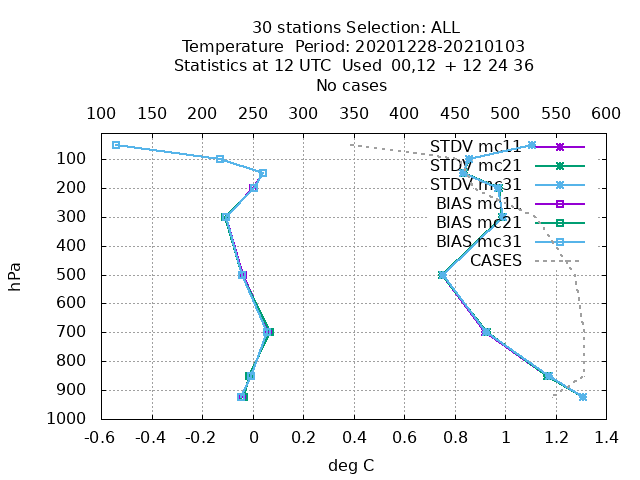 30 stations Selection: ALL
Temperature  Period: 20201228-20210103
Statistics at 12 UTC  Used  00,12  + 12 24 36
No cases
100 150 200 250 300 350 400 450 500 550 600
STDV mc11
STDV mc21
STDV mc31
BIAS mc11
BIAS mc21
BIAS mc31
CASES
100
200
300
400
500
600
700
800
900
1000
hPa
-0.6 -0.4 -0.2 0 0.2 0.4 0.6 0.8 1 1.2 1.4
deg C